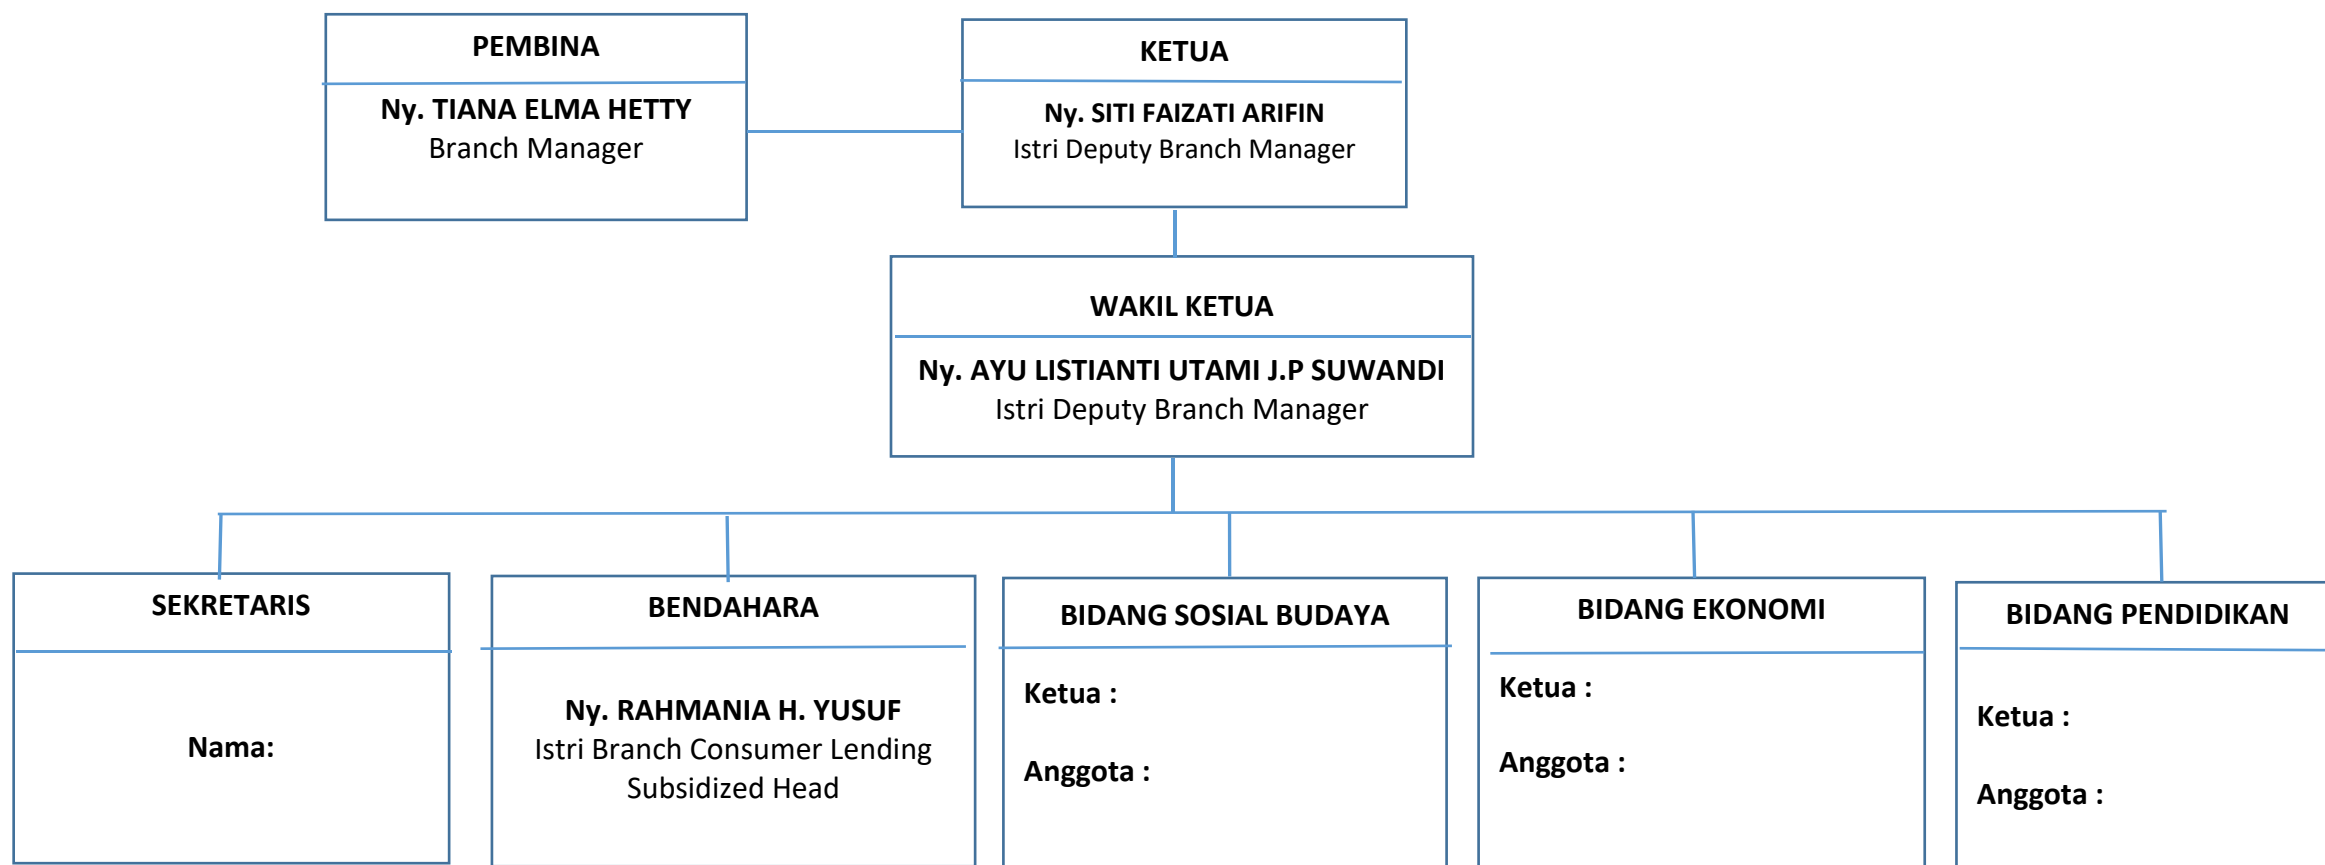 PEMBINA
Ny. TIANA ELMA HETTY
Branch Manager
KETUA
Ny. SITI FAIZATI ARIFIN
Istri Deputy Branch Manager
WAKIL KETUA
Ny. AYU LISTIANTI UTAMI J.P SUWANDI
Istri Deputy Branch Manager
SEKRETARIS
Nama:
BENDAHARA
Ny. RAHMANIA H. YUSUF
Istri Branch Consumer Lending
Subsidized Head
BIDANG SOSIAL BUDAYA
Ketua :
Anggota :
BIDANG EKONOMI
Ketua :
Anggota :
BIDANG PENDIDIKAN
Ketua :
Anggota :